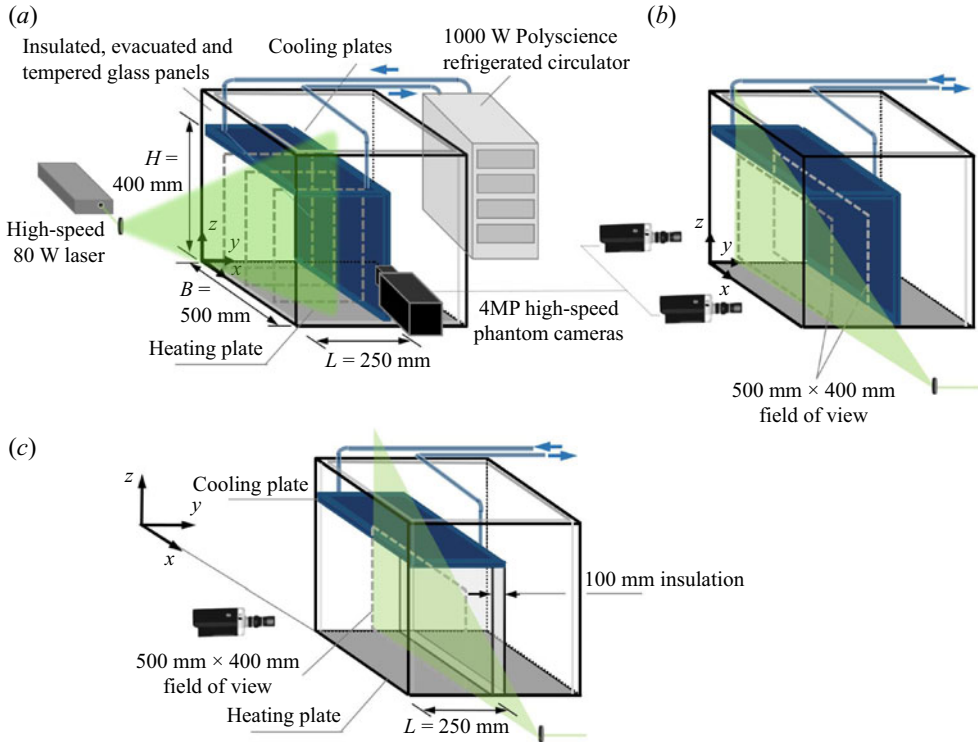 (a)
Insulated, evacuated and
tempered glass panels
Cooling plates
1000 W Polyscience
refrigerated circulator
H =
400 mm
High-speed
80 W laser
z
y
x
B =
500 mm
Heating plate
L = 250 mm
4MP high-speed
phantom cameras
(b)
z
y
x
500 mm × 400 mm
field of view
(c)
z
y
x
Cooling plate
100 mm insulation
500 mm × 400 mm
field of view
Heating plate
L = 250 mm